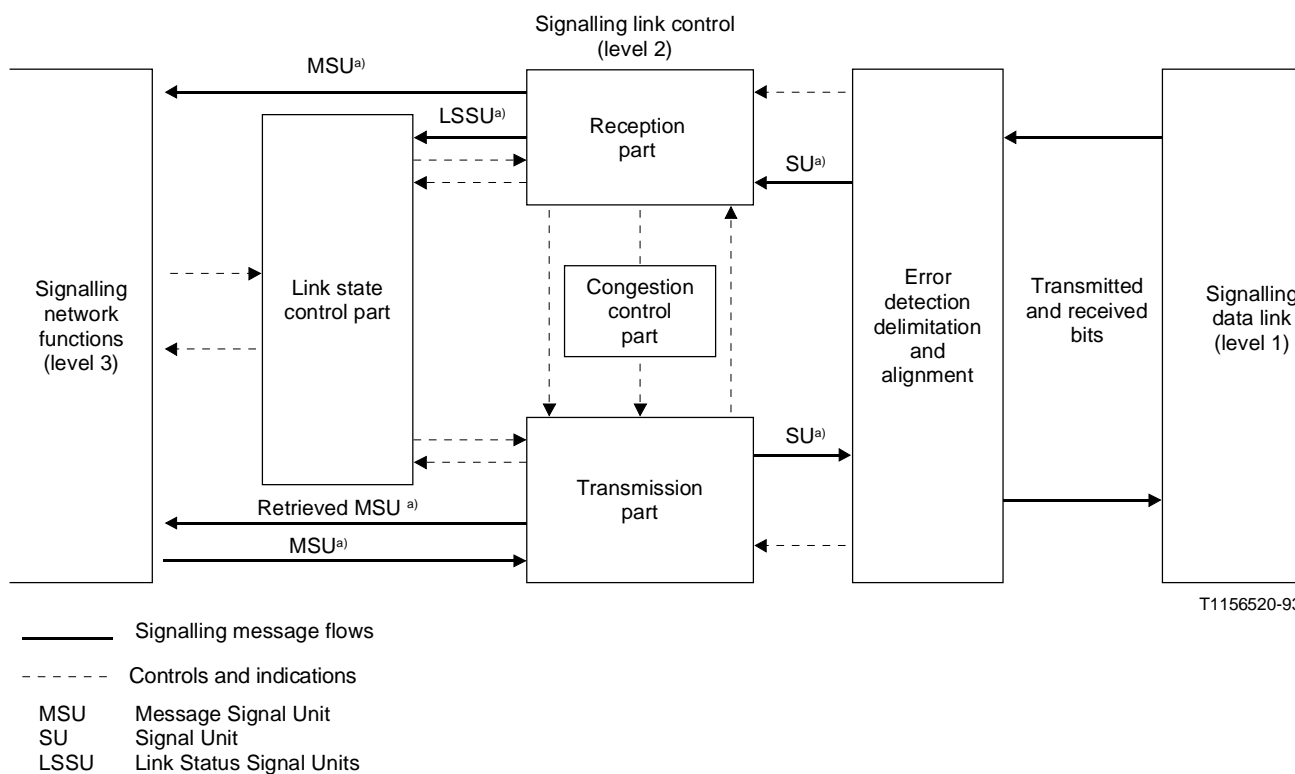 Signalling link control
(level 2)
MSUa)
LSSUa)
Reception
part
SUa)
Signalling
network
functions
(level 3)
Link state
control part
Congestion
control
part
Error
detection
delimitation
and
alignment
Transmitted
and received
bits
Signalling
data link
(level 1)
SUa)
Transmission
part
Retrieved MSU a)
MSUa)
T1156520-93
Signalling message flows
Controls and indications
MSU Message Signal Unit
SU Signal Unit
LSSU Link Status Signal Units